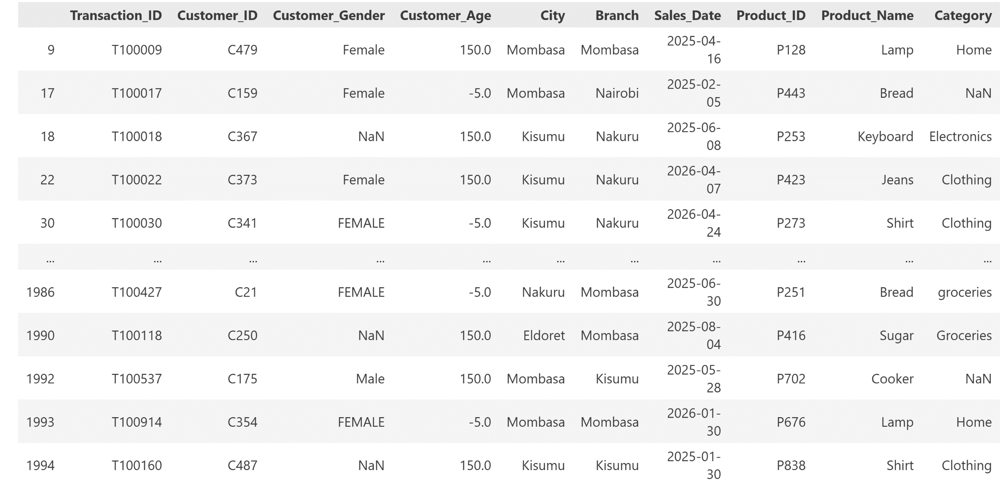 Transaction_ID Customer_ID Customer_Gender Customer_Age City Branch Sales_Date Product_ID Product_Name Category
9 T100009 C479 Female 150.0 Mombasa Mombasa 2025-04-16 P128 Lamp Home
17 T100017 C159 Female -5.0 Mombasa Nairobi 2025-02-05 P443 Bread NaN
18 T100018 C367 NaN 150.0 Kisumu Nakuru 2025-06-08 P253 Keyboard Electronics
22 T100022 C373 Female 150.0 Kisumu Nakuru 2026-04-07 P423 Jeans Clothing
30 T100030 C341 FEMALE -5.0 Kisumu Nakuru 2026-04-24 P273 Shirt Clothing
... ... ... ... ... ... ... ... ... ... ...
1986 T100427 C21 FEMALE -5.0 Nakuru Mombasa 2025-06-30 P251 Bread groceries
1990 T100118 C250 NaN 150.0 Eldoret Mombasa 2025-08-04 P416 Sugar Groceries
1992 T100537 C175 Male 150.0 Mombasa Kisumu 2025-05-28 P702 Cooker NaN
1993 T100914 C354 FEMALE -5.0 Mombasa Mombasa 2026-01-30 P676 Lamp Home
1994 T100160 C487 NaN 150.0 Kisumu Kisumu 2025-01-30 P838 Shirt Clothing